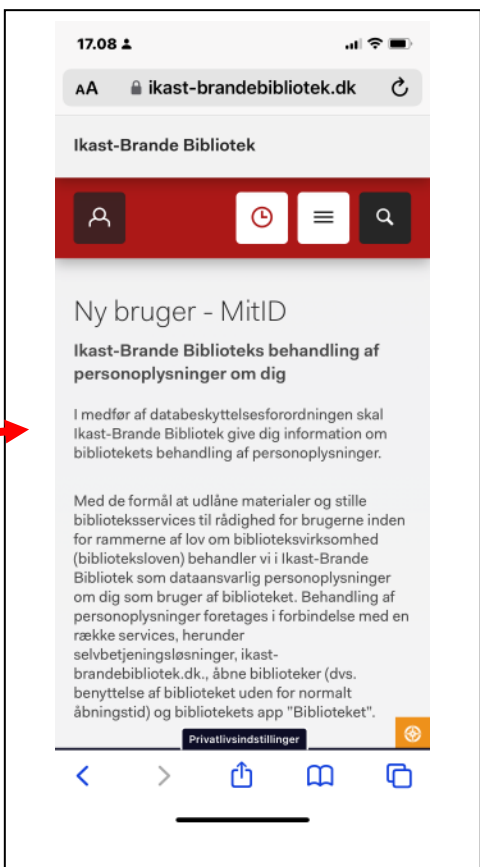 17.08
AA ikast-brandebibliotek.dk
Ikast-Brande Bibliotek
Ny bruger - MitID
Ikast-Brande Biblioteks behandling af
personoplysninger om dig
I medfør af databeskyttelsesforordningen skal
Ikast-Brande Bibliotek give dig information om
bibliotekets behandling af personoplysninger.
Med de formål at udlåne materialer og stille
biblioteksservices til rådighed for brugerne inden
for rammerne af lov om biblioteksvirksomhed
(biblioteksloven) behandler vi i Ikast-Brande
Bibliotek som dataansvarlig personoplysninger
om dig som bruger af biblioteket. Behandling af
personoplysninger foretages i forbindelse med en
række services, herunder
selvbetjeningsløsninger, ikast-
brandebibliotek.dk., åbne biblioteker (dvs.
benyttelse af biblioteket uden for normalt
åbningstid) og bibliotekets app "Biblioteket".
Privatlivsindstillinger